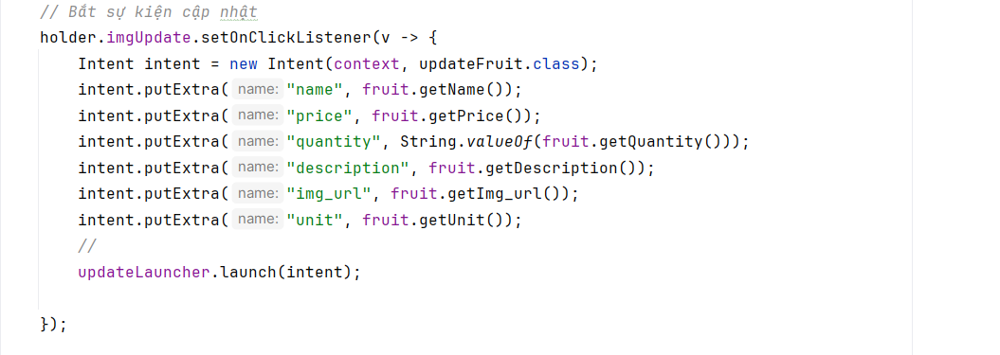 // Bắt sự kiện cập nhật
holder.imgUpdate.setOnClickListener(v -> {
    Intent intent = new Intent(context, updateFruit.class);
    intent.putExtra( name: "name", fruit.getName());
    intent.putExtra( name: "price", fruit.getPrice());
    intent.putExtra( name: "quantity", String.valueOf(fruit.getQuantity()));
    intent.putExtra( name: "description", fruit.getDescription());
    intent.putExtra( name: "img_url", fruit.getImg_url());
    intent.putExtra( name: "unit", fruit.getUnit());
    //
    updateLauncher.launch(intent);
});